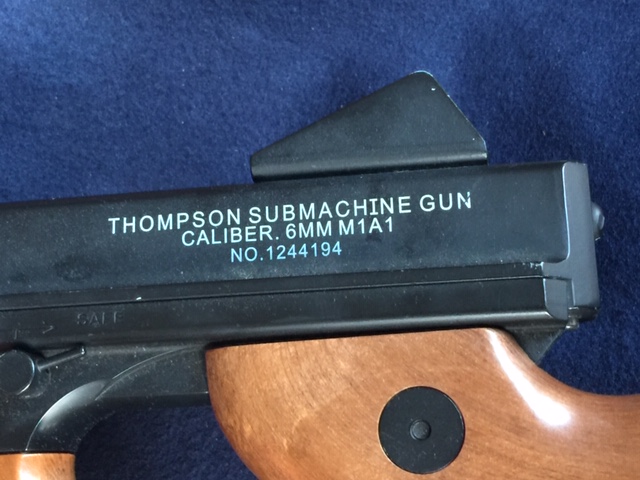 THOMPSON SUBMACHINE GUN
CALIBER. 6MM M1A1
NO.1244194
SAFE